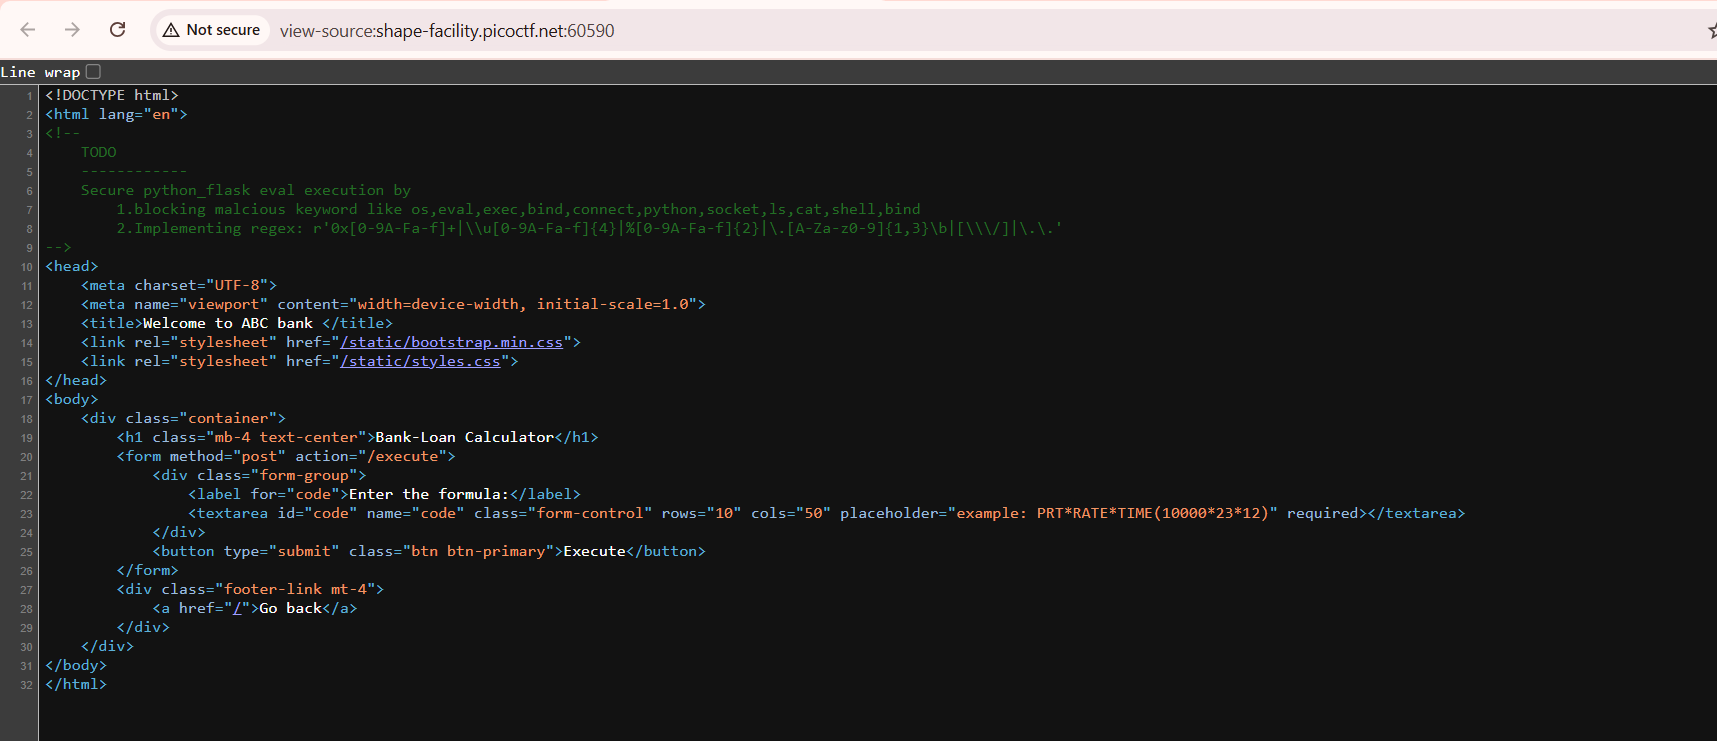 Not secure view-source:shape-facility.picoctf.net:60590
Line wrap
1 <!DOCTYPE html>
2 <html lang="en">
3 <!--
4 TODO
5 ------------
6 Secure python_flask eval execution by
7 1.blocking malcious keyword like os,eval,exec,bind,connect,python,socket,ls,cat,shell,bind
8 2.Implementing regex: r'0x[0-9A-Fa-f]+|\\u[0-9A-Fa-f]{4}|%[0-9A-Fa-f]{2}|\.[A-Za-z0-9]{1,3}\b|[\\\/]|\.\.'
9 -->
10 <head>
11 <meta charset="UTF-8">
12 <meta name="viewport" content="width=device-width, initial-scale=1.0">
13 <title>Welcome to ABC bank </title>
14 <link rel="stylesheet" href="/static/bootstrap.min.css">
15 <link rel="stylesheet" href="/static/styles.css">
16 </head>
17 <body>
18 <div class="container">
19 <h1 class="mb-4 text-center">Bank-Loan Calculator</h1>
20 <form method="post" action="/execute">
21 <div class="form-group">
22 <label for="code">Enter the formula:</label>
23 <textarea id="code" name="code" class="form-control" rows="10" cols="50" placeholder="example: PRT*RATE*TIME(10000*23*12)" required></textarea>
24 </div>
25 <button type="submit" class="btn btn-primary">Execute</button>
26 </form>
27 <div class="footer-link mt-4">
28 <a href="/">Go back</a>
29 </div>
30 </div>
31 </body>
32 </html>